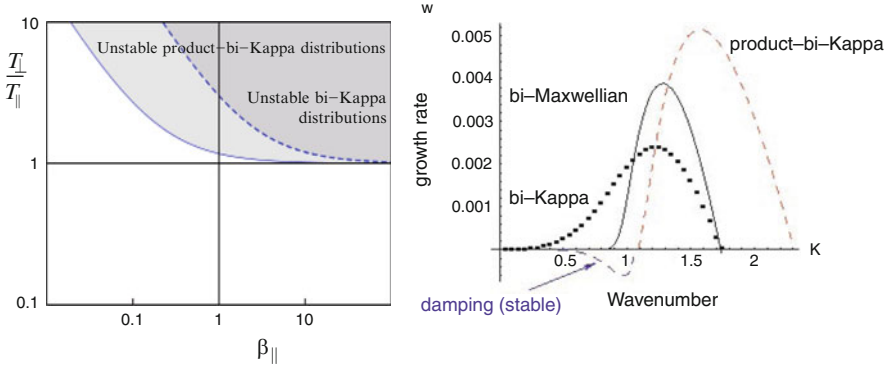 10
T⊥
T∥
1
0.1
Unstable product–bi–Kappa distributions
Unstable bi–Kappa
distributions
0.1
1
10
β∥
w
0.005
0.004
0.003
0.002
0.001
growth rate
product–bi–Kappa
bi–Maxwellian
bi–Kappa
0.5
1
1.5
2
K
damping (stable)
Wavenumber